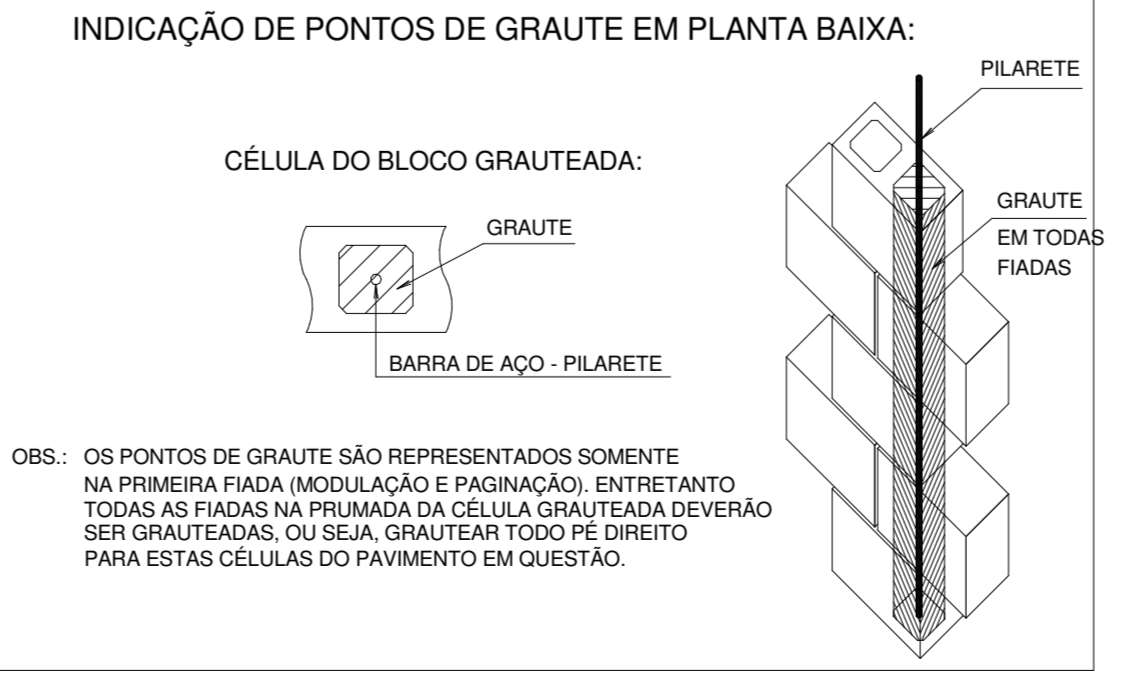 INDICAÇÃO DE PONTOS DE GRAUTE EM PLANTA BAIXA:
PILARETE
CÉLULA DO BLOCO GRAUTEADA:
GRAUTE
GRAUTE
EM TODAS
FIADAS
BARRA DE AÇO - PILARETE
OBS.: OS PONTOS DE GRAUTE SÃO REPRESENTADOS SOMENTE
NA PRIMEIRA FIADA (MODULAÇÃO E PAGINAÇÃO). ENTRETANTO
TODAS AS FIADAS NA PRUMADA DA CÉLULA GRAUTEADA DEVERÃO
SER GRAUTEADAS, OU SEJA, GRAUTEAR TODO PÉ DIREITO
PARA ESTAS CÉLULAS DO PAVIMENTO EM QUESTÃO.